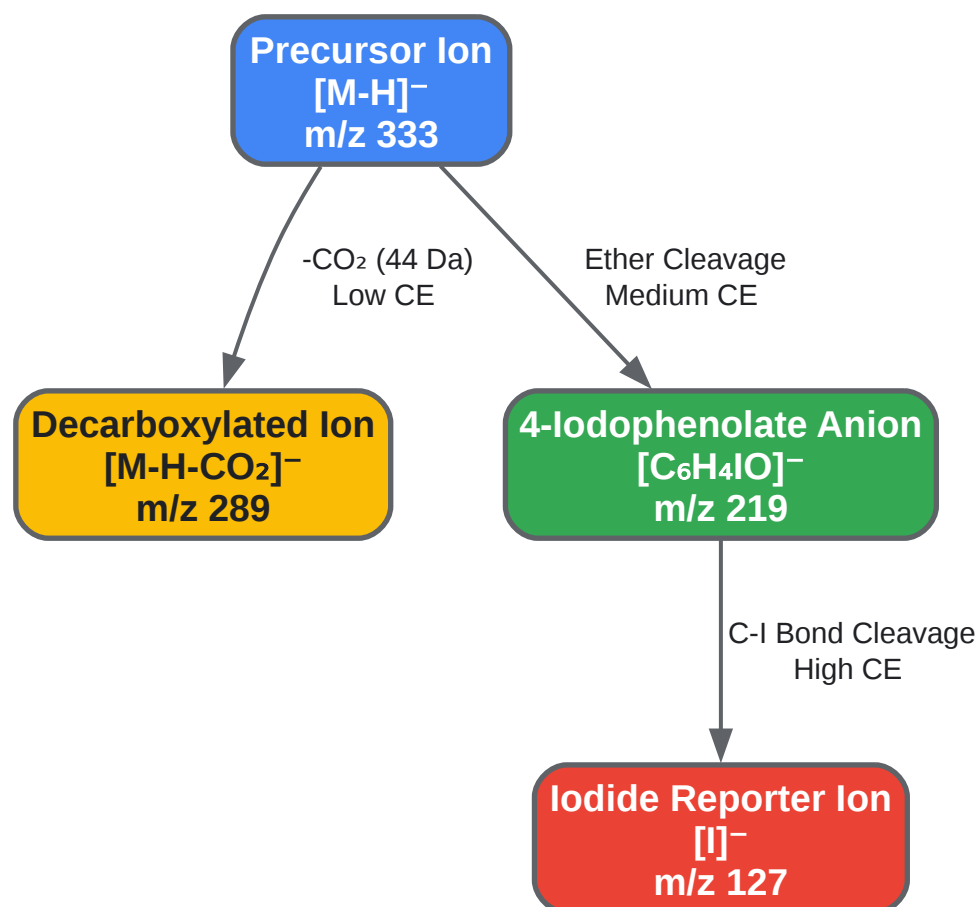 Precursor Ion
[M-H]⁻
m/z 333
-CO₂ (44 Da)
Low CE
Ether Cleavage
Medium CE
Decarboxylated Ion
[M-H-CO₂]⁻
m/z 289
4-Iodophenolate Anion
[C₆H₄IO]⁻
m/z 219
C-I Bond Cleavage
High CE
Iodide Reporter Ion
[I]⁻
m/z 127